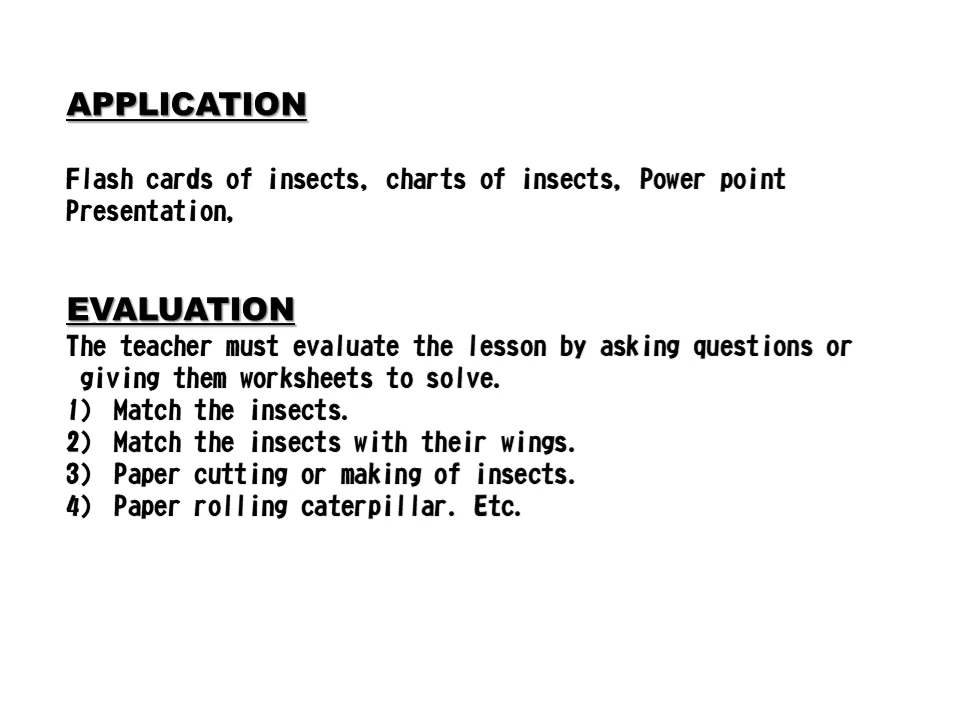 APPLICATION
Flash cards of insects, charts of insects, Power point
Presentation,
EVALUATION
The teacher must evaluate the lesson by asking questions or
giving them worksheets to solve.
1) Match the insects.
2) Match the insects with their wings.
3) Paper cutting or making of insects.
4) Paper rolling caterpillar. Etc.